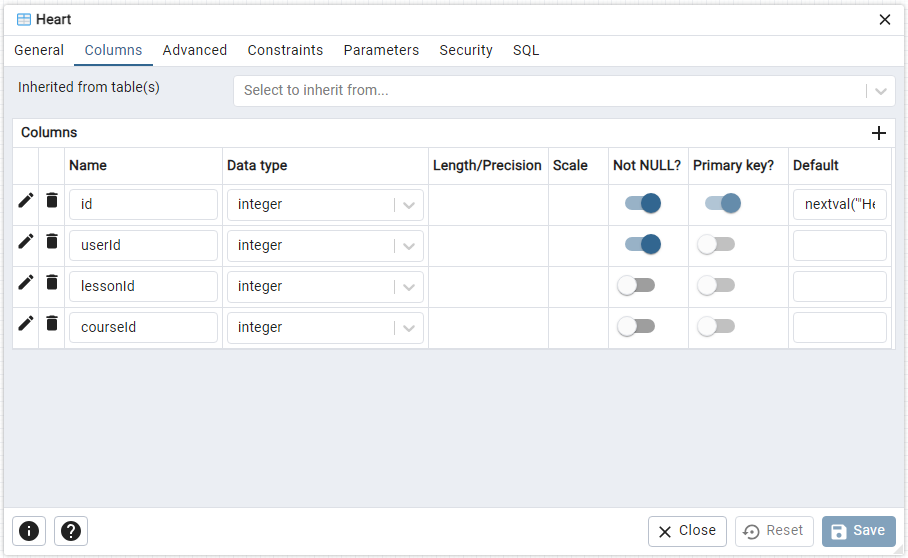 Heart
General Columns Advanced Constraints Parameters Security SQL
Inherited from table(s) Select to inherit from...
Columns
Name Data type Length/Precision Scale Not NULL? Primary key? Default
id integer nextval('"He
userId integer
lessonId integer
courseId integer
Close Reset Save